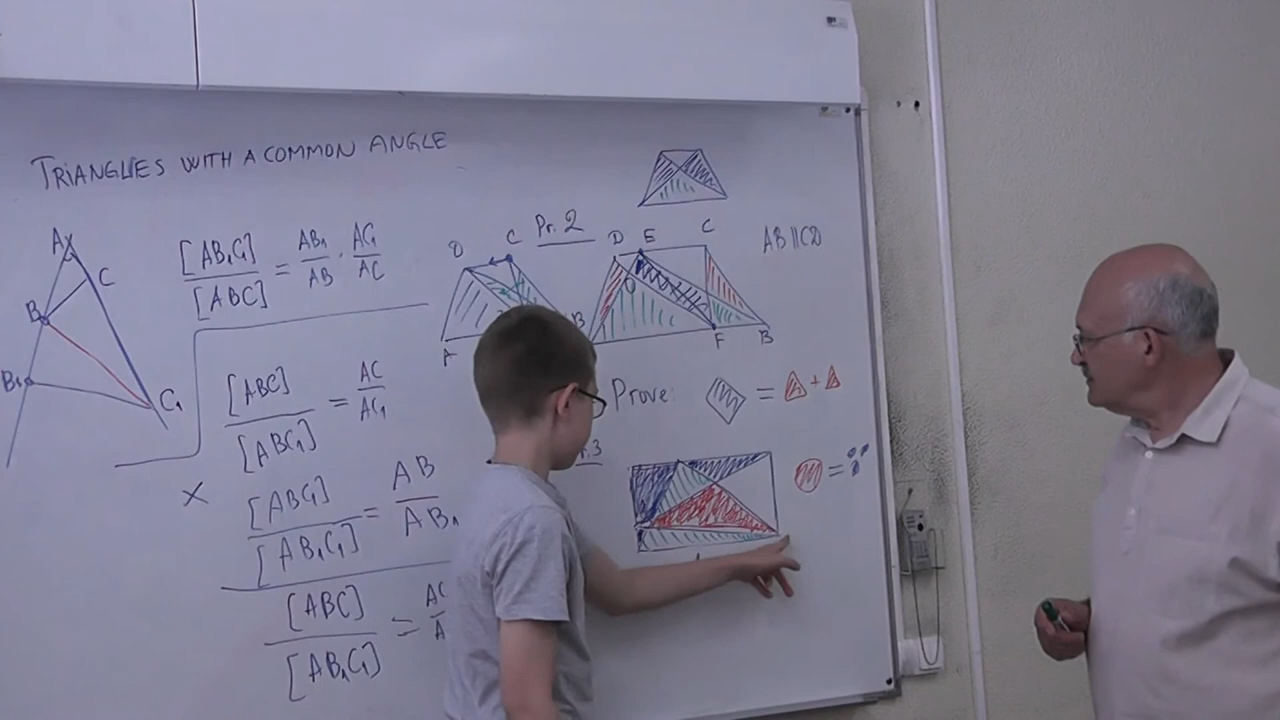 TRIANGLES WITH A COMMON ANGLE
A
C
B
B₁
C₁
[AB₁C₁] / [ABC] = AB₁ / AB · AC₁ / AC
[ABC] / [ABC₁] = AC / AC₁
x [ABC₁] / [AB₁C₁] = AB / AB₁
[ABC] / [AB₁C₁] =
Pr. 2
D C
A B
D E C
O
F B
AB||CD
Prove:
= +
.3
=